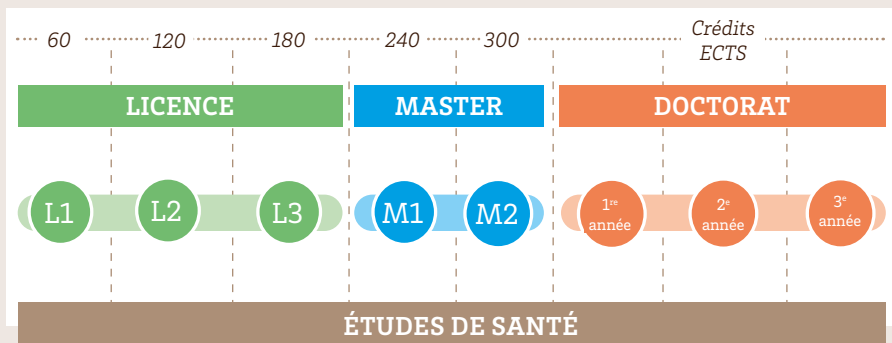 60 120 180 240 300 Crédits
ECTS
LICENCE MASTER DOCTORAT
L1 L2 L3 M1 M2 1re année 2e année 3e année
ÉTUDES DE SANTÉ